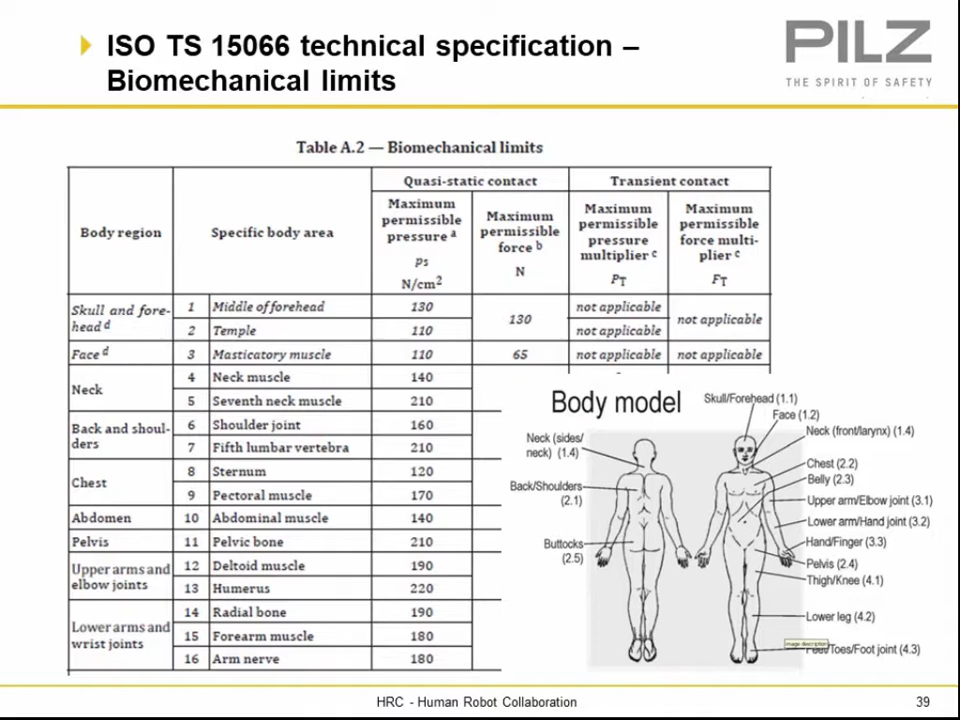 ISO TS 15066 technical specification –
Biomechanical limits
PILZ
THE SPIRIT OF SAFETY
Table A.2 — Biomechanical limits
Quasi-static contact Transient contact
Body region Specific body area
Maximum permissible pressure a ps N/cm2
Maximum permissible force b N
Maximum permissible pressure multiplier c PT
Maximum permissible force multi-plier c FT
Skull and fore-head d 1 Middle of forehead 130 130 not applicable not applicable
2 Temple 110 not applicable
Face d 3 Masticatory muscle 110 65 not applicable not applicable
Neck 4 Neck muscle 140
5 Seventh neck muscle 210
Back and shoul-ders 6 Shoulder joint 160
7 Fifth lumbar vertebra 210
Chest 8 Sternum 120
9 Pectoral muscle 170
Abdomen 10 Abdominal muscle 140
Pelvis 11 Pelvic bone 210
Upper arms and elbow joints 12 Deltoid muscle 190
13 Humerus 220
Lower arms and wrist joints 14 Radial bone 190
15 Forearm muscle 180
16 Arm nerve 180
Body model
Skull/Forehead (1.1)
Face (1.2)
Neck (front/larynx) (1.4)
Neck (sides/
neck) (1.4)
Chest (2.2)
Belly (2.3)
Back/Shoulders
(2.1)
Upper arm/Elbow joint (3.1)
Lower arm/Hand joint (3.2)
Hand/Finger (3.3)
Buttocks
(2.5)
Pelvis (2.4)
Thigh/Knee (4.1)
Lower leg (4.2)
image description
/Toes/Foot joint (4.3)
HRC - Human Robot Collaboration
39